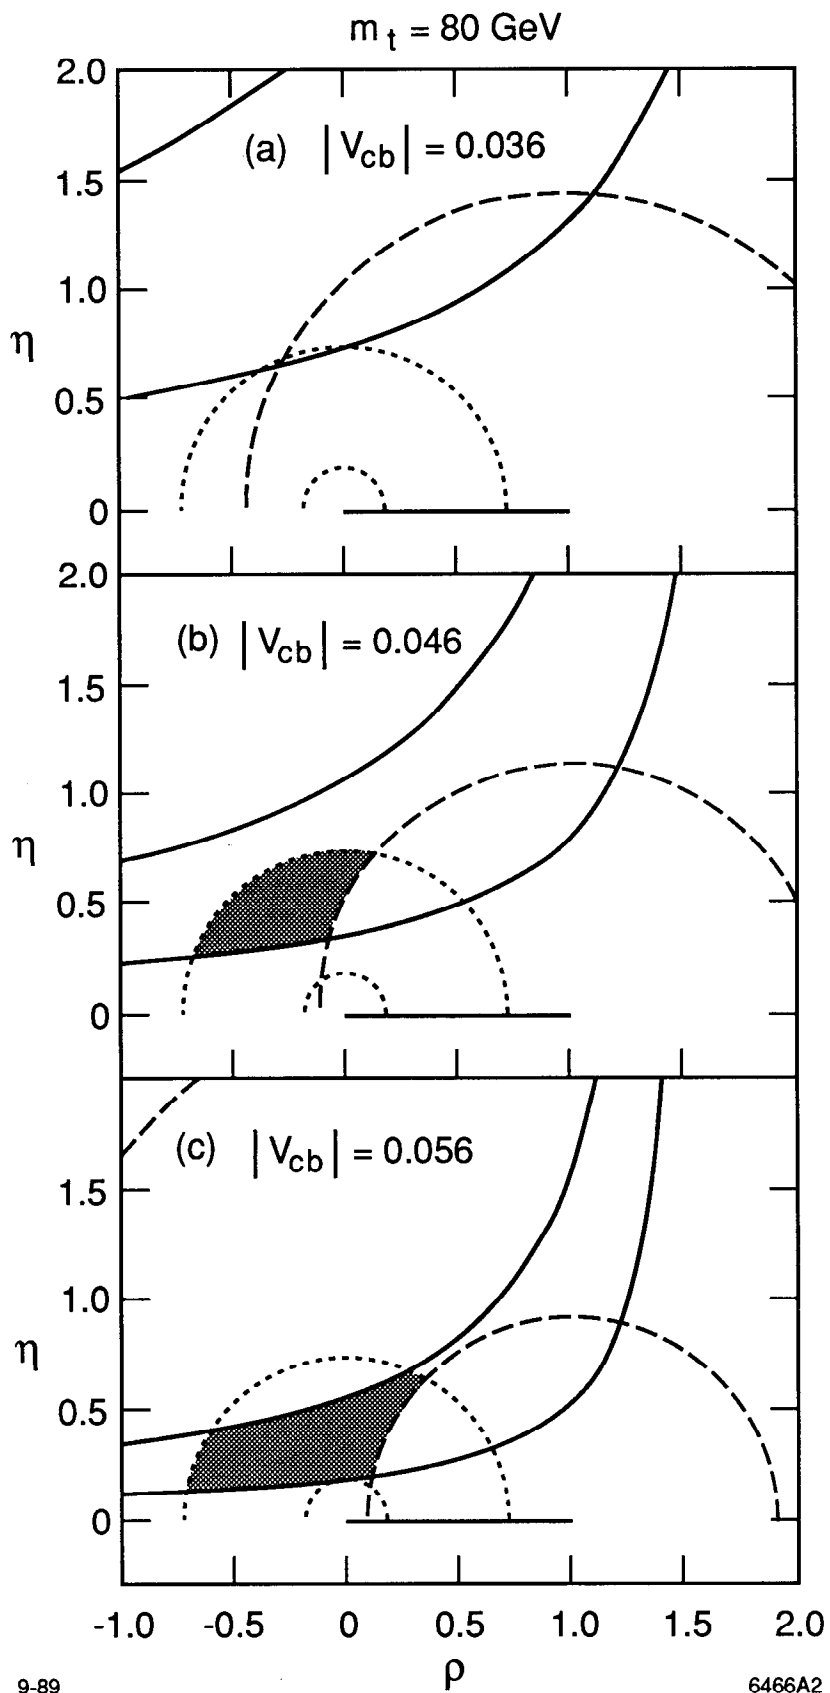 m t = 80 GeV
2.0
(a) |Vcb| = 0.036
1.5
1.0
η
0.5
0
2.0
(b) |Vcb| = 0.046
1.5
1.0
η
0.5
0
(c) |Vcb| = 0.056
1.5
1.0
η
0.5
0
-1.0 -0.5 0 0.5 1.0 1.5 2.0
ρ
9-89 6466A2